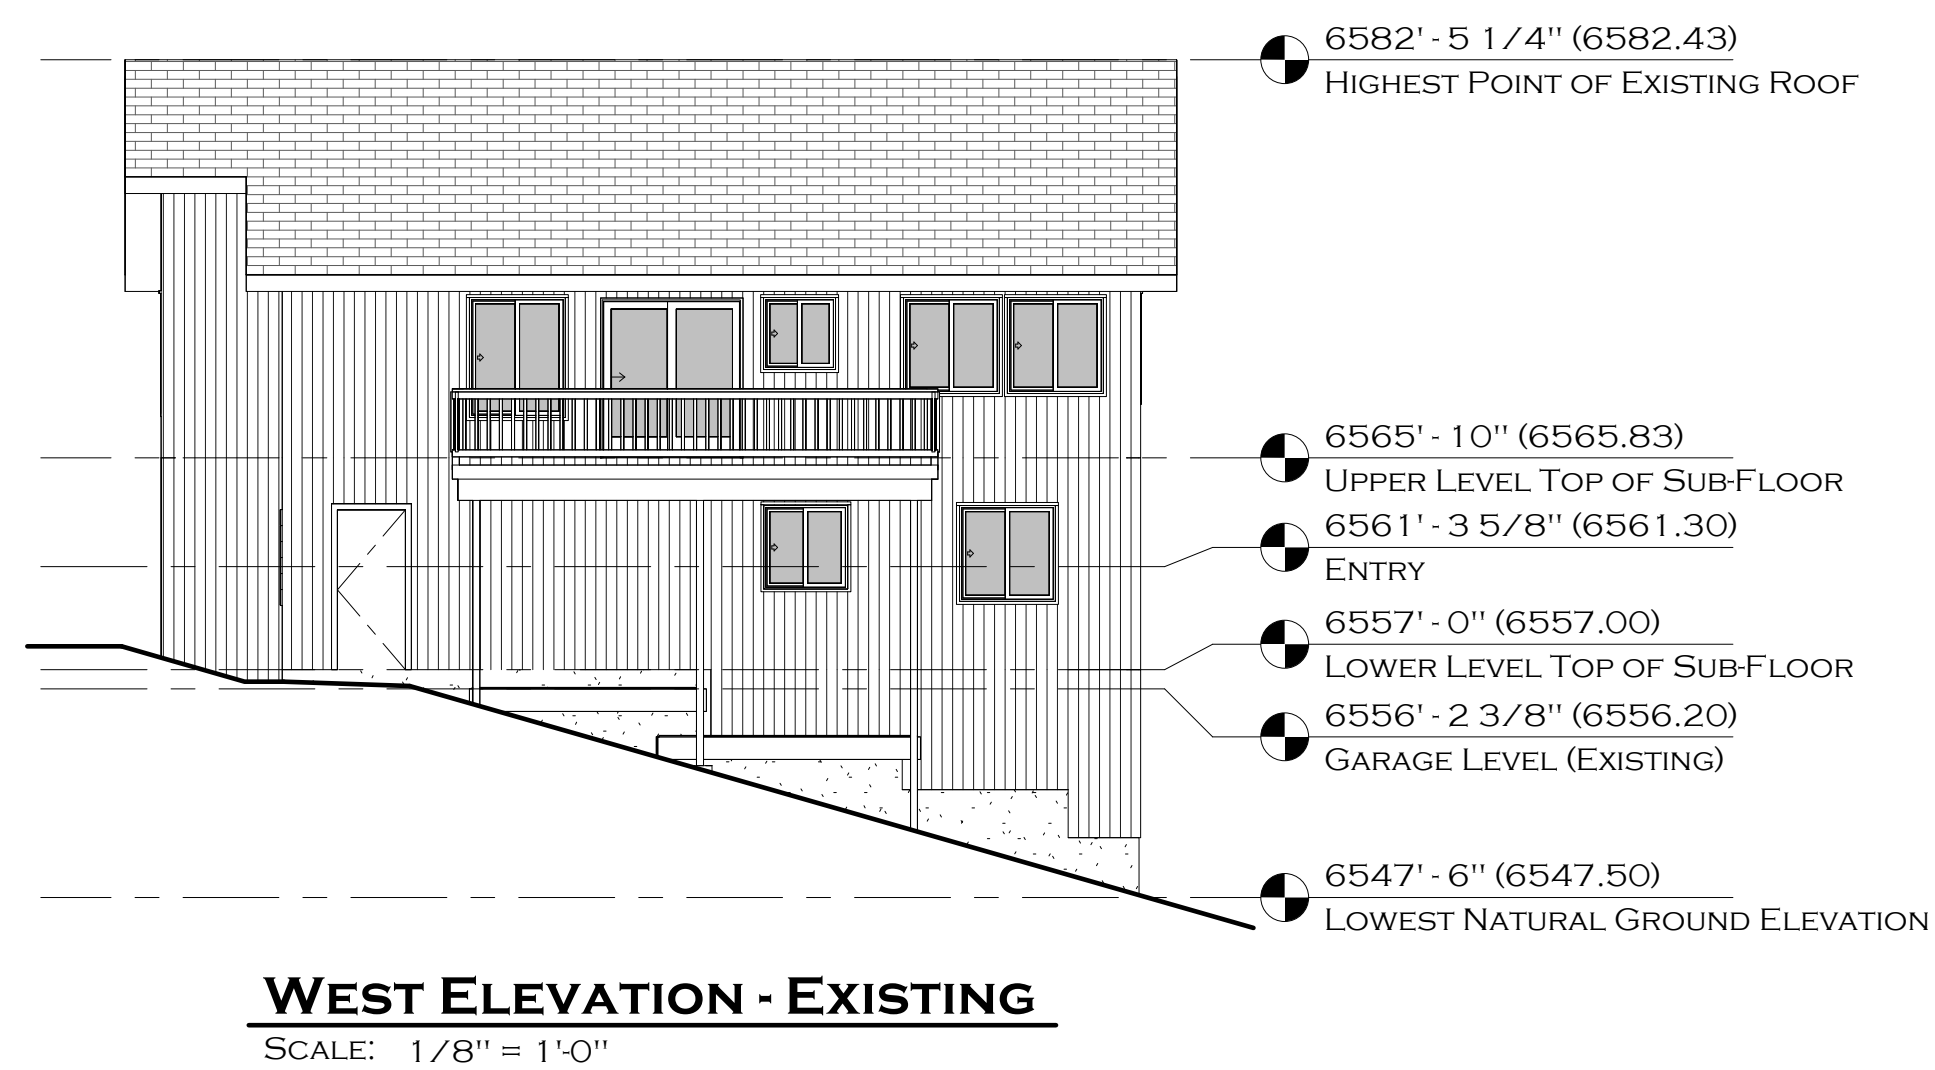 6582' - 5 1/4" (6582.43)
Highest Point of Existing Roof
6565' - 10" (6565.83)
Upper Level Top of Sub-Floor
6561' - 3 5/8" (6561.30)
Entry
6557' - 0" (6557.00)
Lower Level Top of Sub-Floor
6556' - 2 3/8" (6556.20)
Garage Level (Existing)
6547' - 6" (6547.50)
Lowest Natural Ground Elevation
West Elevation - Existing
Scale: 1/8" = 1'-0"